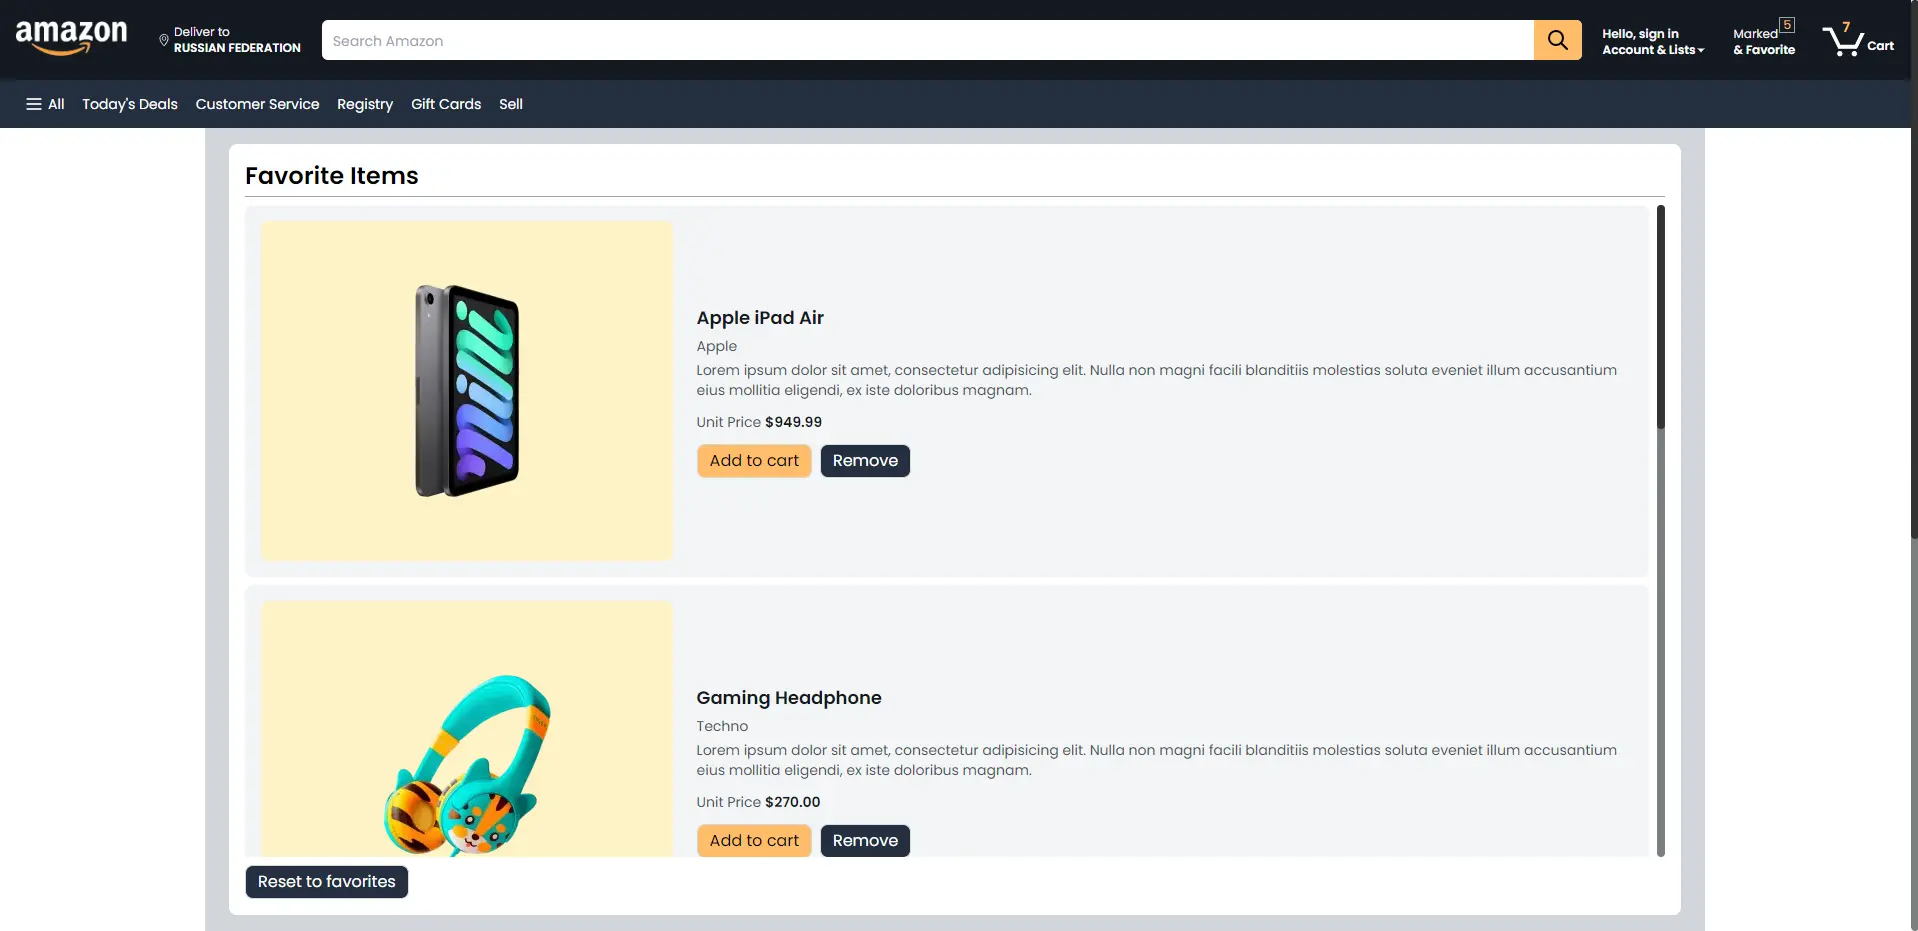 amazon
Deliver to
RUSSIAN FEDERATION
Search Amazon
Hello, sign in
Account & Lists
Marked 5
& Favorite
7
Cart
All Today's Deals Customer Service Registry Gift Cards Sell
Favorite Items
Apple iPad Air
Apple
Lorem ipsum dolor sit amet, consectetur adipisicing elit. Nulla non magni facili blanditiis molestias soluta eveniet illum accusantium
eius mollitia eligendi, ex iste doloribus magnam.
Unit Price $949.99
Add to cart Remove
Gaming Headphone
Techno
Lorem ipsum dolor sit amet, consectetur adipisicing elit. Nulla non magni facili blanditiis molestias soluta eveniet illum accusantium
eius mollitia eligendi, ex iste doloribus magnam.
Unit Price $270.00
Add to cart Remove
Reset to favorites